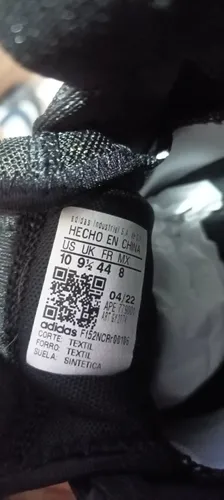 HECHO EN CHINA
US UK FR MX
10 9½ 44 8
04/22
adidas
CORTE: TEXTIL
FORRO: TEXTIL
SUELA: SINTETICA